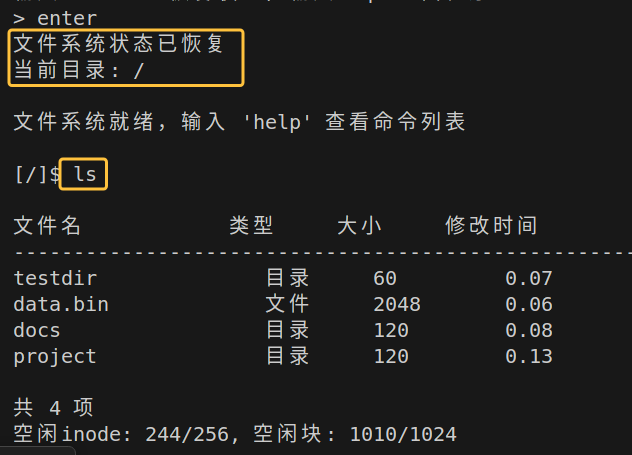 > enter
文件系统状态已恢复
当前目录: /
文件系统就绪，输入 'help' 查看命令列表
[/]$ ls
文件名 类型 大小 修改时间
----------------------------------------------------
testdir 目录 60 0.07
data.bin 文件 2048 0.06
docs 目录 120 0.08
project 目录 120 0.13
共 4 项
空闲inode: 244/256, 空闲块: 1010/1024